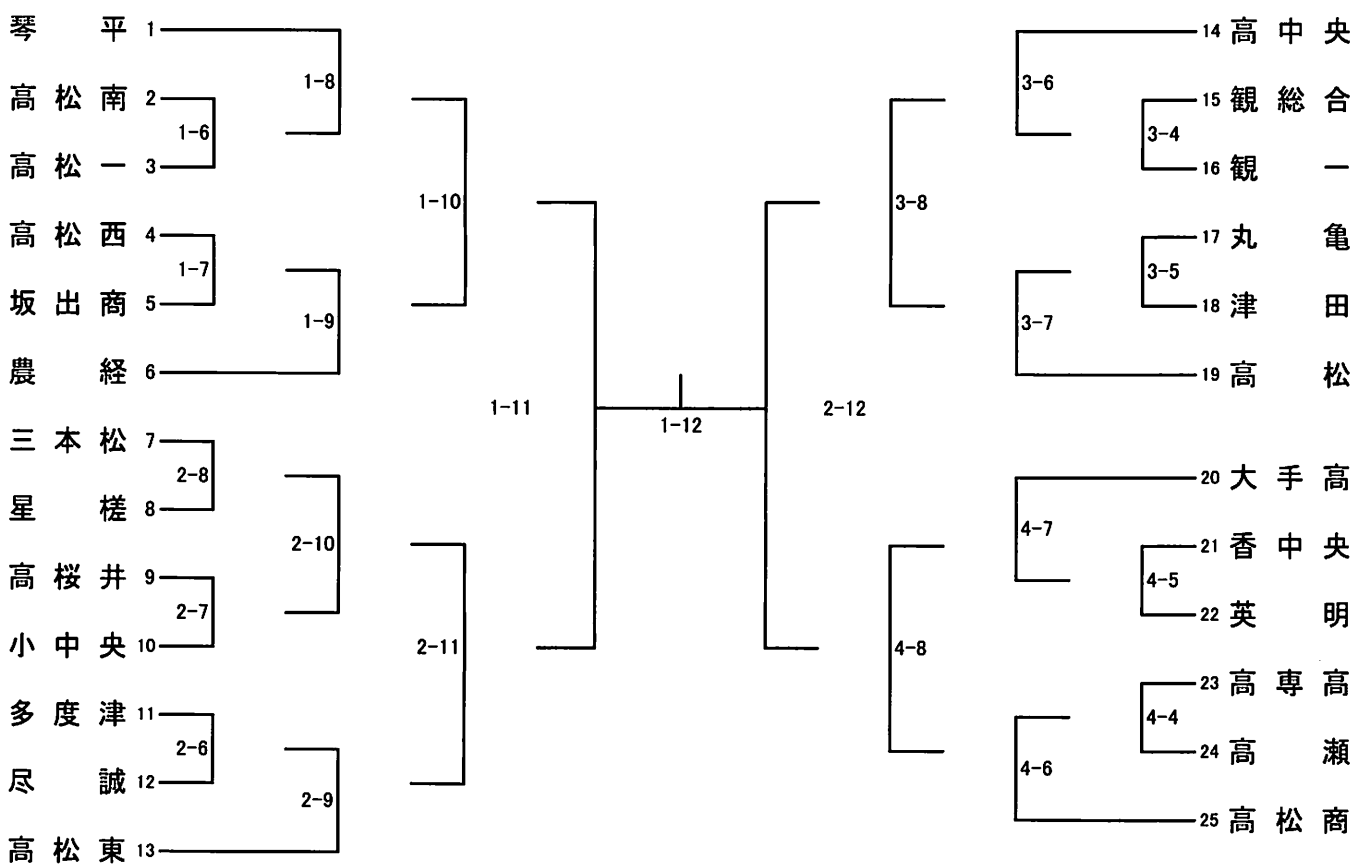 琴平 1
1-8
高松南 2
1-6
高松一 3
1-10
高松西 4
1-7
坂出商 5
1-9
農経 6
1-11
三本松 7
2-8
星槎 8
2-10
高桜井 9
2-7
小中央 10
2-11
多度津 11
2-6
尽誠 12
2-9
高松東 13
1-12
14 高中央
3-6
15 観総合
3-4
16 観一
3-8
17 丸亀
3-5
18 津田
3-7
19 高松
2-12
20 大手高
4-7
21 香中央
4-5
22 英明
4-8
23 高専高
4-4
24 高瀬
4-6
25 高松商